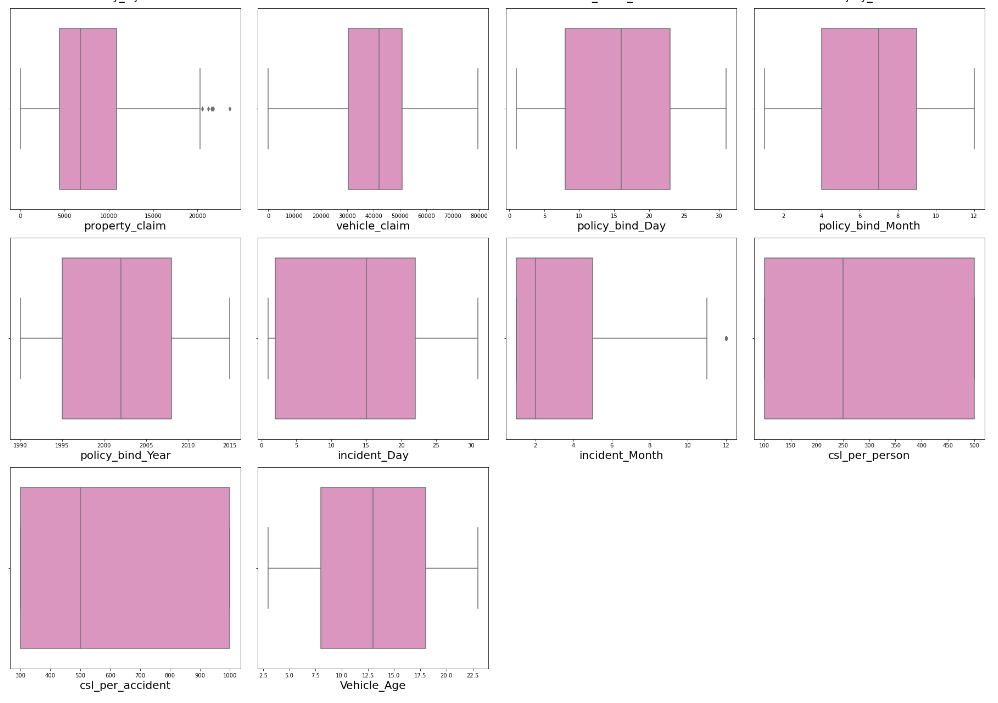 0 5000 10000 15000 20000
property_claim
0 10000 20000 30000 40000 50000 60000 70000 80000
vehicle_claim
0 5 10 15 20 25 30
policy_bind_Day
2 4 6 8 10 12
policy_bind_Month
1990 1995 2000 2005 2010 2015
policy_bind_Year
0 5 10 15 20 25 30
incident_Day
2 4 6 8 10 12
incident_Month
100 150 200 250 300 350 400 450 500
csl_per_person
300 400 500 600 700 800 900 1000
csl_per_accident
2.5 5.0 7.5 10.0 12.5 15.0 17.5 20.0 22.5
Vehicle_Age